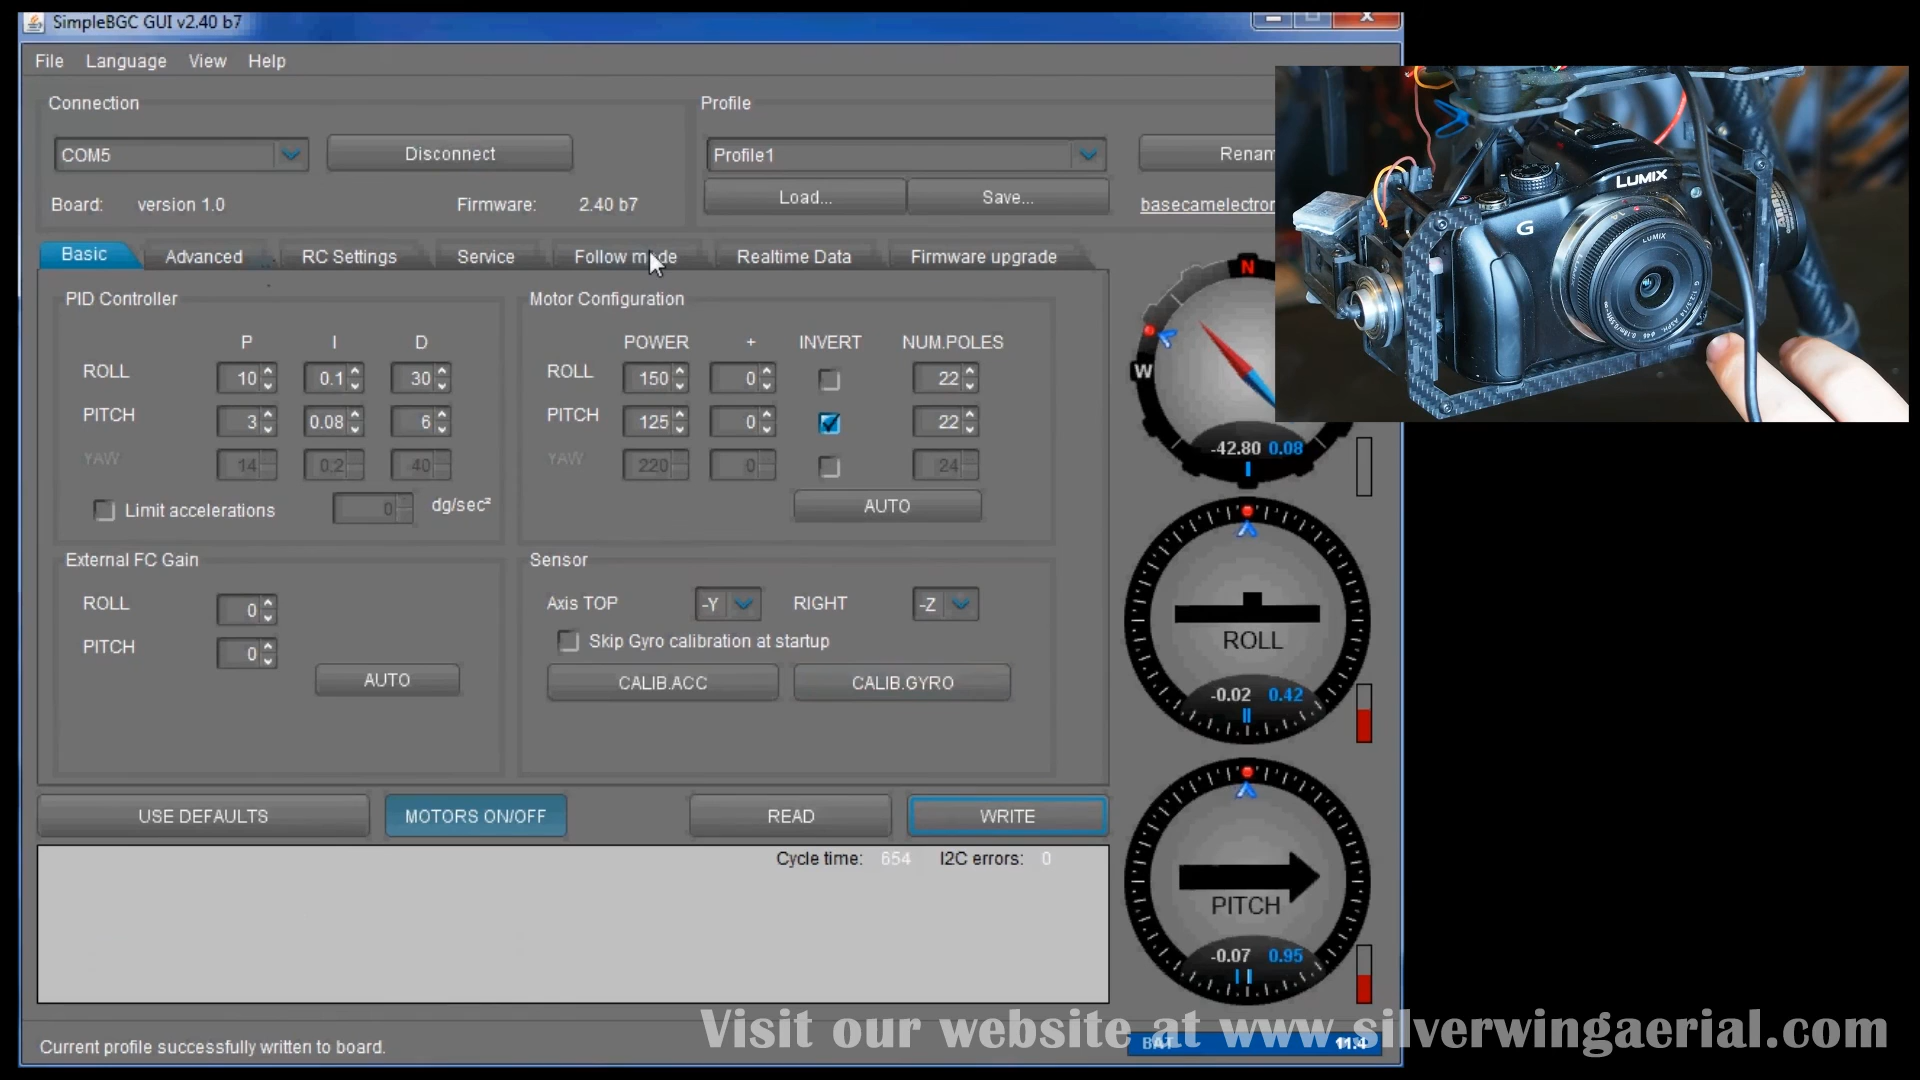 SimpleBGC GUI v2.40 b7
File Language View Help
Connection
Profile
COM5
Disconnect
Profile1
Renam
Load...
Save...
Board: version 1.0 Firmware: 2.40 b7
basecamelectron
Basic Advanced RC Settings Service Follow mode Realtime Data Firmware upgrade
PID Controller
P I D
ROLL 10 0.1 30
PITCH 3 0.08 6
YAW 14 0.2 40
Limit accelerations 0 dg/sec²
Motor Configuration
POWER + INVERT NUM.POLES
ROLL 150 0 22
PITCH 125 0 22
YAW 220 0 24
AUTO
External FC Gain
ROLL 0
PITCH 0
AUTO
Sensor
Axis TOP -Y RIGHT -Z
Skip Gyro calibration at startup
CALIB.ACC CALIB.GYRO
USE DEFAULTS MOTORS ON/OFF READ WRITE
Cycle time: 654 I2C errors: 0
N
W
-42.80 0.08
ROLL
-0.02 0.42
PITCH
-0.07 0.95
LUMIX
G
LUMIX
Visit our website at www.silverwingaerial.com
Current profile successfully written to board.
BAT 11.4